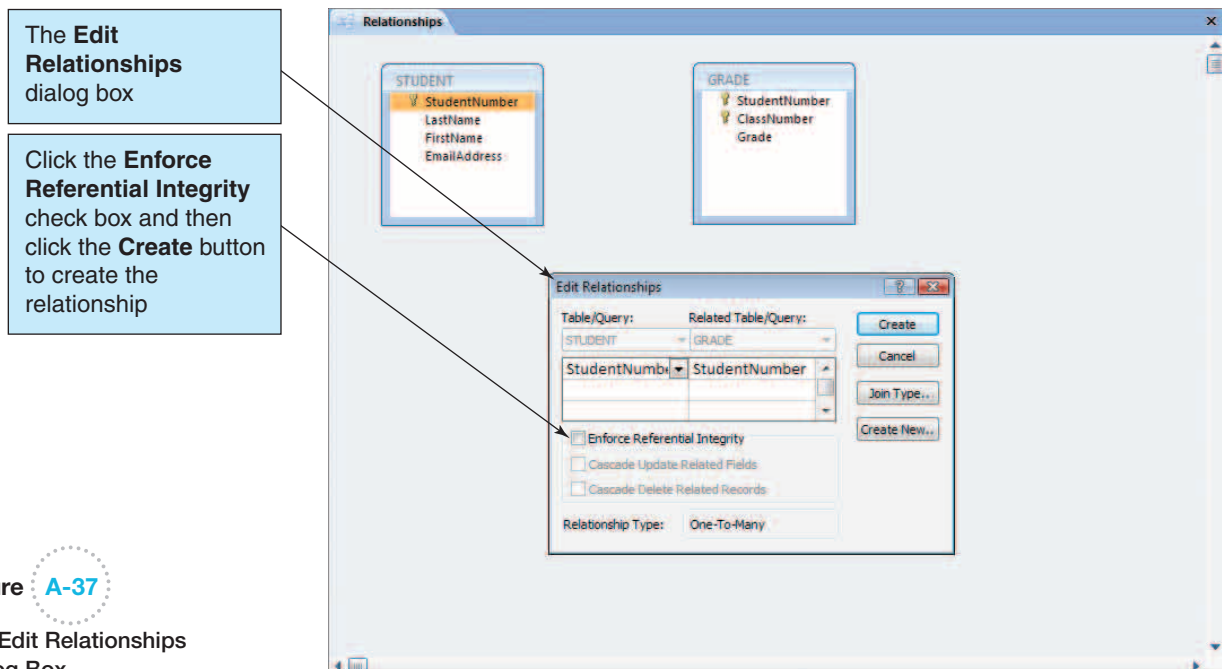 The Edit
Relationships
dialog box
Click the Enforce
Referential Integrity
check box and then
click the Create button
to create the
relationship
Relationships
STUDENT
StudentNumber
LastName
FirstName
EmailAddress
GRADE
StudentNumber
ClassNumber
Grade
Edit Relationships
Table/Query: Related Table/Query:
STUDENT GRADE
StudentNumbe StudentNumber
Enforce Referential Integrity
Cascade Update Related Fields
Cascade Delete Related Records
Relationship Type: One-To-Many
Create
Cancel
Join Type..
Create New..
A-37
Edit Relationships